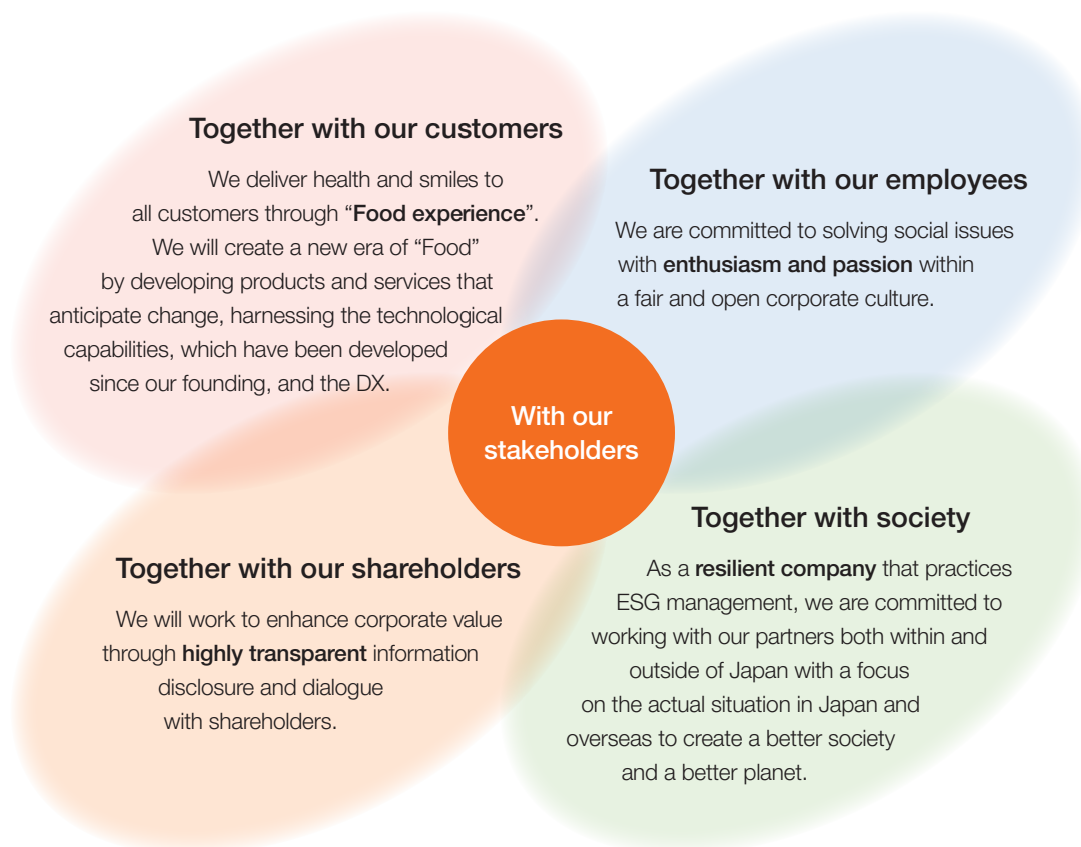 Together with our customers
We deliver health and smiles to
all customers through “Food experience”.
We will create a new era of “Food”
by developing products and services that
anticipate change, harnessing the technological
capabilities, which have been developed
since our founding, and the DX.
Together with our employees
We are committed to solving social issues
with enthusiasm and passion within
a fair and open corporate culture.
With our
stakeholders
Together with our shareholders
We will work to enhance corporate value
through highly transparent information
disclosure and dialogue
with shareholders.
Together with society
As a resilient company that practices
ESG management, we are committed to
working with our partners both within and
outside of Japan with a focus
on the actual situation in Japan and
overseas to create a better society
and a better planet.